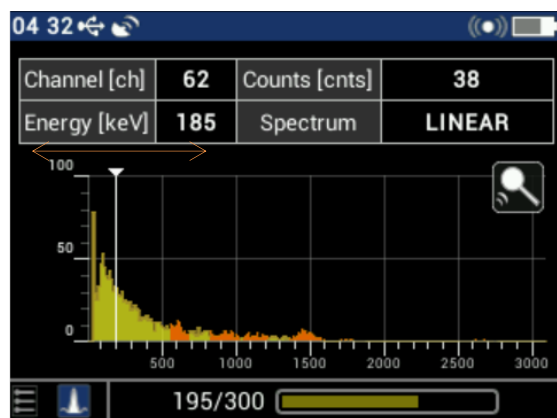 04 32
Channel [ch] 62 Counts [cnts] 38
Energy [keV] 185 Spectrum LINEAR
100
50
0
500 1000 1500 2000 2500 3000
195/300